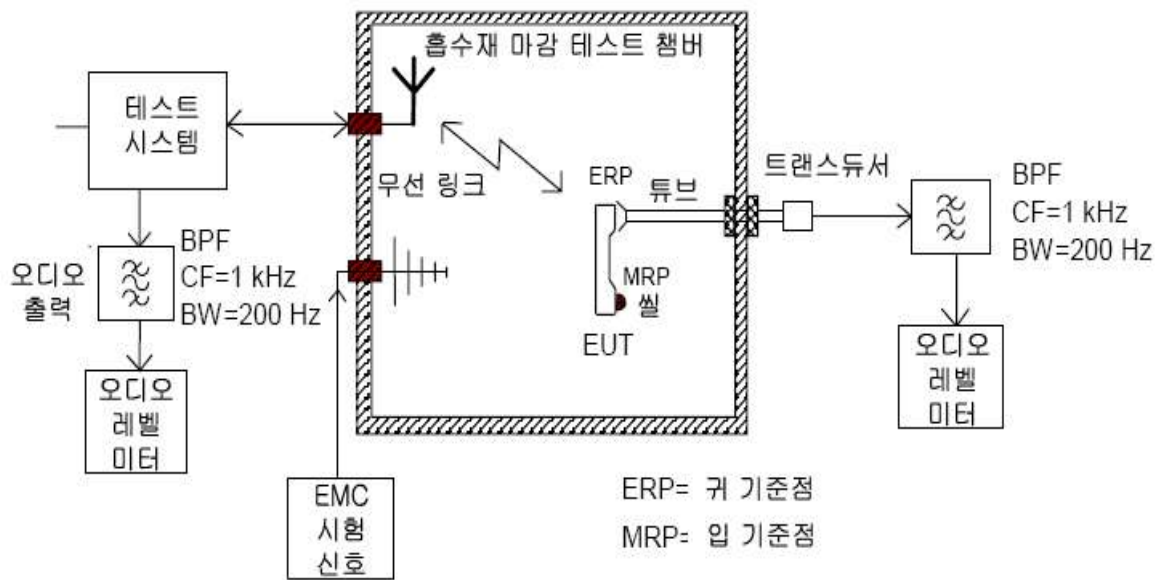 흡수재 마감 테스트 챔버
테스트
시스템
무선 링크
ERP
튜브
트랜스듀서
BPF
CF=1 kHz
BW=200 Hz
오디오
출력
BPF
CF=1 kHz
BW=200 Hz
MRP
씰
EUT
오디오
레벨
미터
오디오
레벨
미터
EMC
시험
신호
ERP= 귀 기준점
MRP= 입 기준점